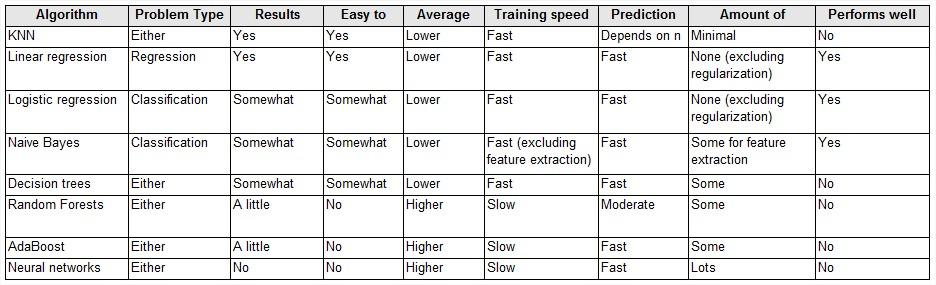 Algorithm Problem Type Results Easy to Average Training speed Prediction Amount of Performs well
KNN Either Yes Yes Lower Fast Depends on n Minimal No
Linear regression Regression Yes Yes Lower Fast Fast None (excluding regularization) Yes
Logistic regression Classification Somewhat Somewhat Lower Fast Fast None (excluding regularization) Yes
Naive Bayes Classification Somewhat Somewhat Lower Fast (excluding feature extraction) Fast Some for feature extraction Yes
Decision trees Either Somewhat Somewhat Lower Fast Fast Some No
Random Forests Either A little No Higher Slow Moderate Some No
AdaBoost Either A little No Higher Slow Fast Some No
Neural networks Either No No Higher Slow Fast Lots No